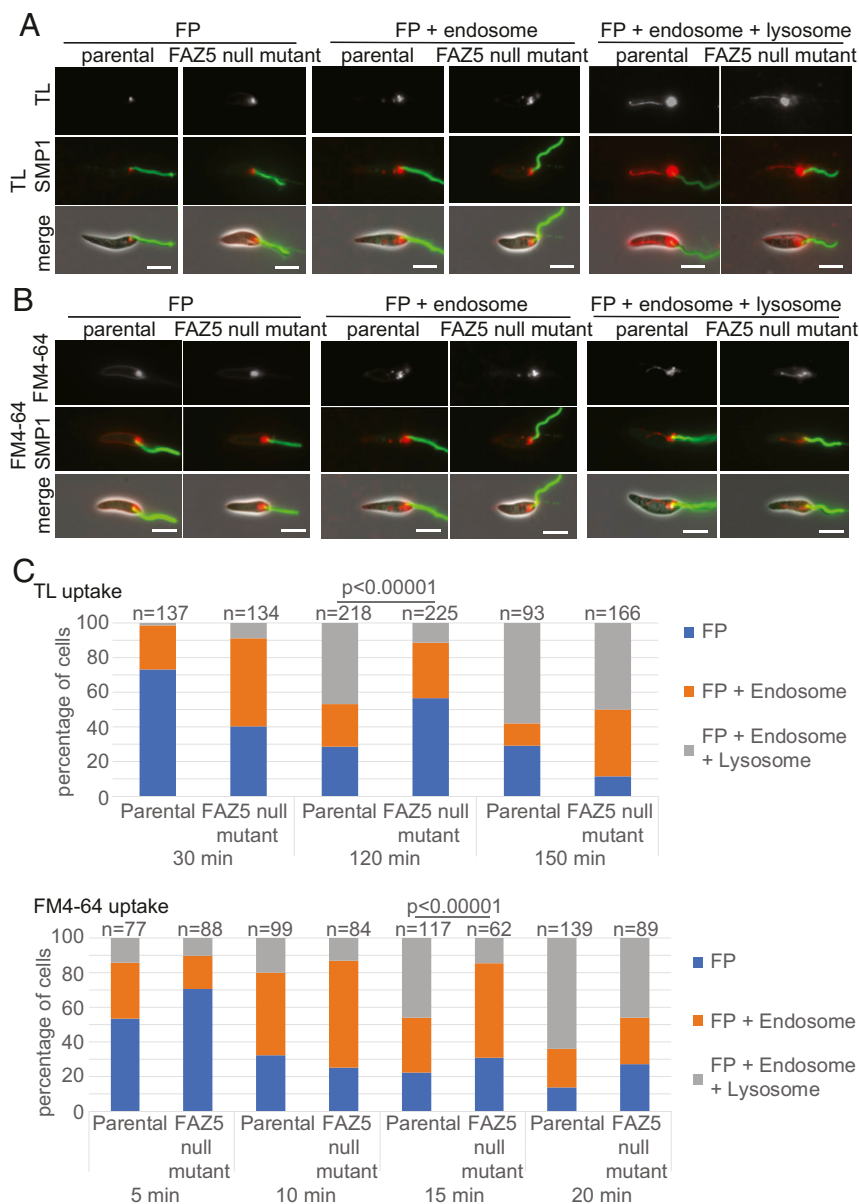 A
FP
FP + endosome
FP + endosome + lysosome
parental
FAZ5 null mutant
parental
FAZ5 null mutant
parental
FAZ5 null mutant
TL
TL
SMP1
merge
B
FP
FP + endosome
FP + endosome + lysosome
parental
FAZ5 null mutant
parental
FAZ5 null mutant
parental
FAZ5 null mutant
FM4-64
FM4-64
SMP1
merge
C
TL uptake
p<0.00001
n=137
n=134
n=218
n=225
n=93
n=166
percentage of cells
100
80
60
40
20
0
Parental
FAZ5 null
mutant
Parental
FAZ5 null
mutant
Parental
FAZ5 null
mutant
30 min
120 min
150 min
FP
FP + Endosome
FP + Endosome
+ Lysosome
FM4-64 uptake
p<0.00001
n=77
n=88
n=99
n=84
n=117
n=62
n=139
n=89
percentage of cells
100
80
60
40
20
0
Parental
FAZ5
null
mutant
Parental
FAZ5
null
mutant
Parental
FAZ5
null
mutant
Parental
FAZ5
null
mutant
5 min
10 min
15 min
20 min
FP
FP + Endosome
FP + Endosome
+ Lysosome